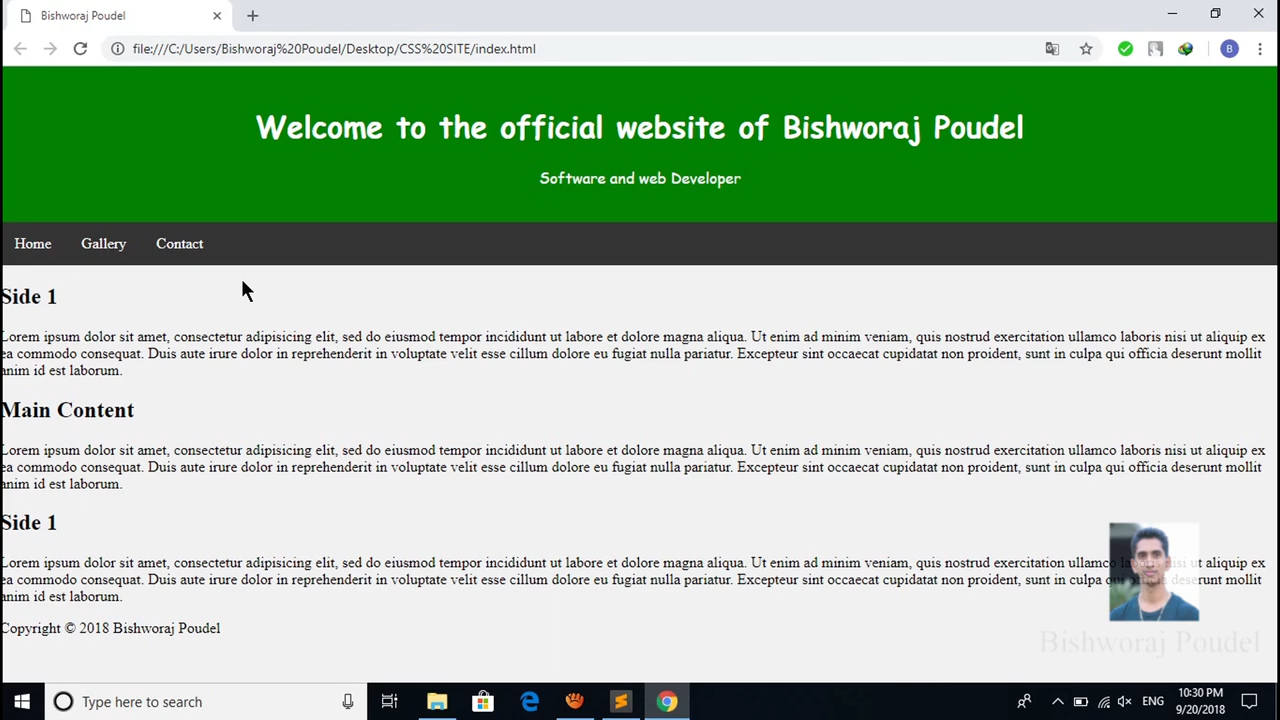 Bishworaj Poudel
file:///C:/Users/Bishworaj%20Poudel/Desktop/CSS%20SITE/index.html
B
Welcome to the official website of Bishworaj Poudel
Software and web Developer
Home Gallery Contact
Side 1
Lorem ipsum dolor sit amet, consectetur adipisicing elit, sed do eiusmod tempor incididunt ut labore et dolore magna aliqua. Ut enim ad minim veniam, quis nostrud exercitation ullamco laboris nisi ut aliquip ex
ea commodo consequat. Duis aute irure dolor in reprehenderit in voluptate velit esse cillum dolore eu fugiat nulla pariatur. Excepteur sint occaecat cupidatat non proident, sunt in culpa qui officia deserunt mollit
anim id est laborum.
Main Content
Lorem ipsum dolor sit amet, consectetur adipisicing elit, sed do eiusmod tempor incididunt ut labore et dolore magna aliqua. Ut enim ad minim veniam, quis nostrud exercitation ullamco laboris nisi ut aliquip ex
ea commodo consequat. Duis aute irure dolor in reprehenderit in voluptate velit esse cillum dolore eu fugiat nulla pariatur. Excepteur sint occaecat cupidatat non proident, sunt in culpa qui officia deserunt mollit
anim id est laborum.
Side 1
Lorem ipsum dolor sit amet, consectetur adipisicing elit, sed do eiusmod tempor incididunt ut labore et dolore magna aliqua. Ut enim ad minim veniam, quis nostrud exercitation ullamco laboris nisi ut aliquip ex
ea commodo consequat. Duis aute irure dolor in reprehenderit in voluptate velit esse cillum dolore eu fugiat nulla pariatur. Excepteur sint occaecat cupidatat non proident, sunt in culpa qui officia deserunt mollit
anim id est laborum.
Copyright © 2018 Bishworaj Poudel
Bishworaj Poudel
Type here to search
ENG
10:30 PM
9/20/2018